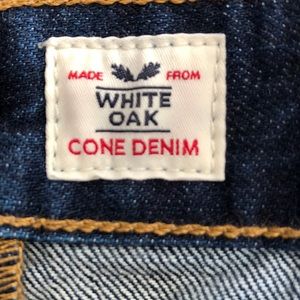 MADE FROM
WHITE
OAK
CONE DENIM